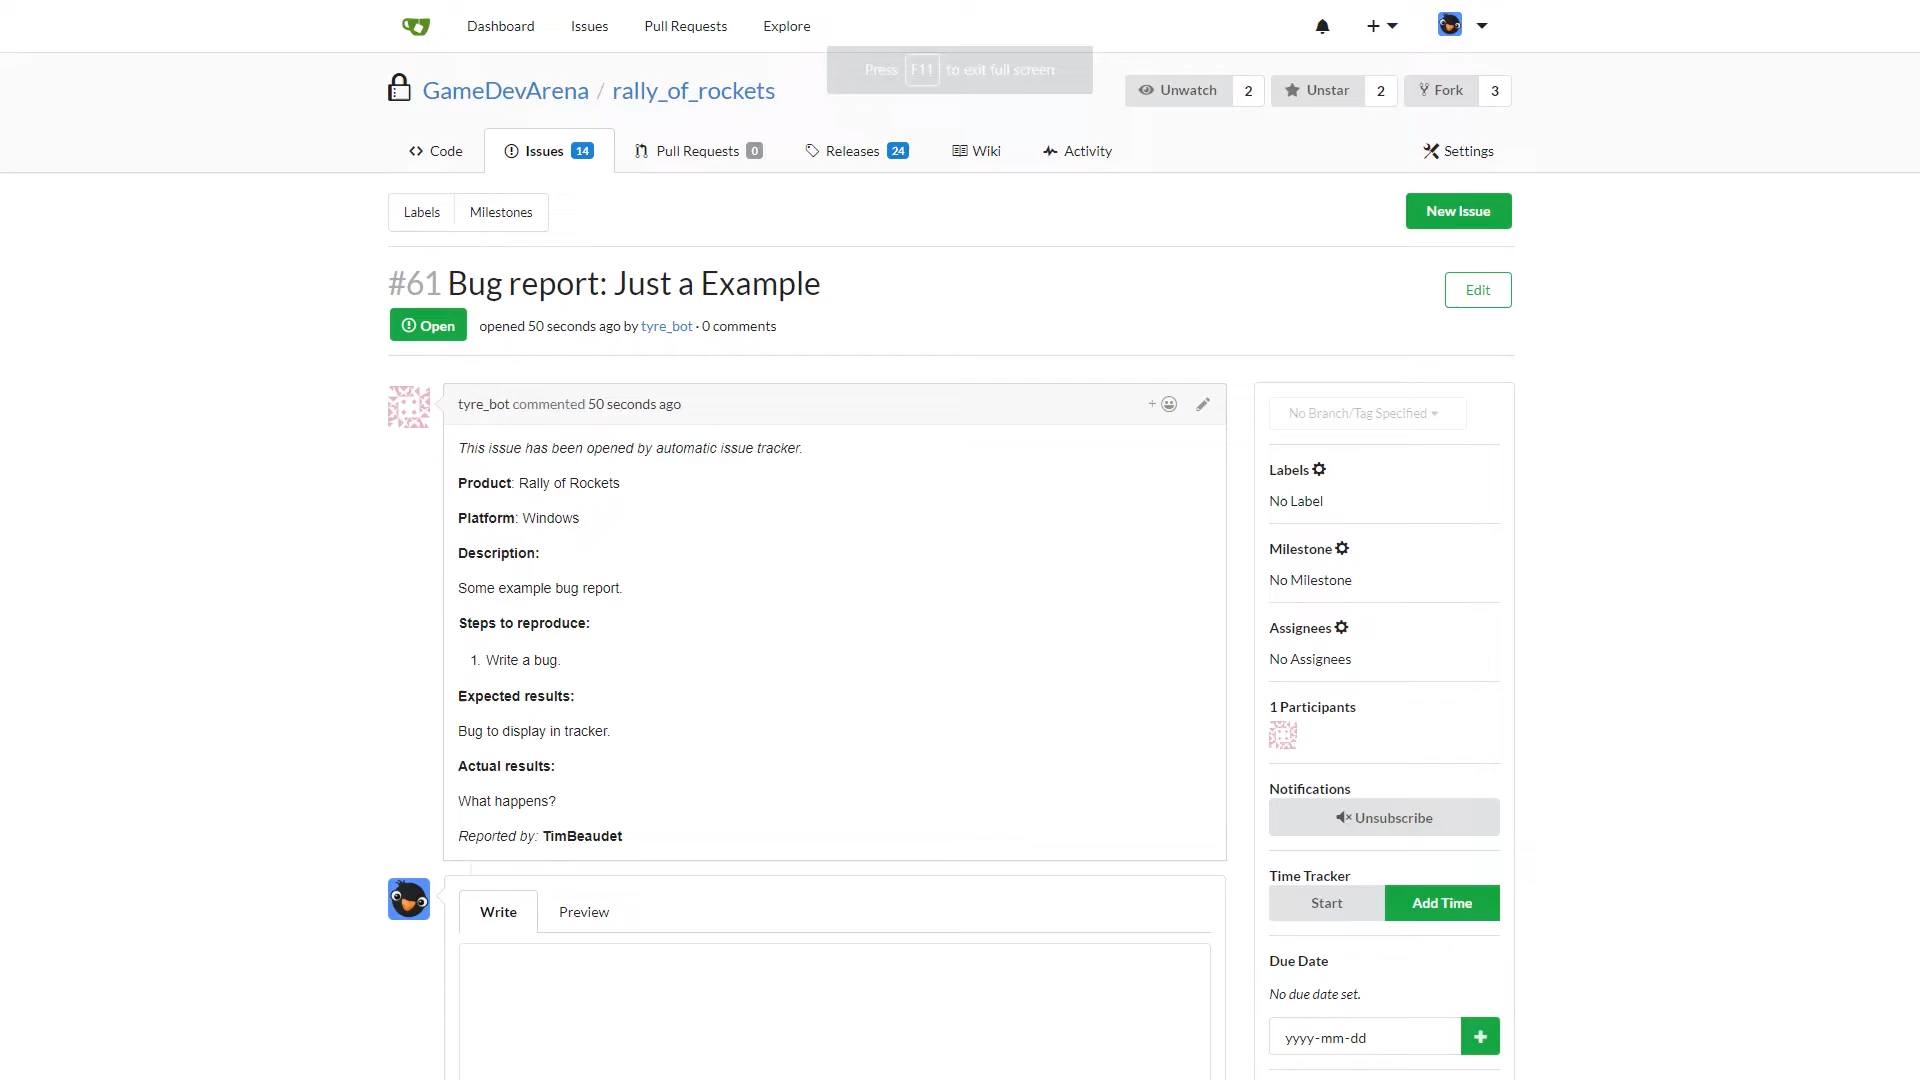 Dashboard Issues Pull Requests Explore
Press F11 to exit full screen
GameDevArena / rally_of_rockets
Unwatch 2 Unstar 2 Fork 3
Code Issues 14 Pull Requests 0 Releases 24 Wiki Activity Settings
Labels Milestones New Issue
#61 Bug report: Just a Example
Edit
Open opened 50 seconds ago by tyre_bot · 0 comments
tyre_bot commented 50 seconds ago
This issue has been opened by automatic issue tracker.
Product: Rally of Rockets
Platform: Windows
Description:
Some example bug report.
Steps to reproduce:
1. Write a bug.
Expected results:
Bug to display in tracker.
Actual results:
What happens?
Reported by: TimBeaudet
Write Preview
No Branch/Tag Specified
Labels
No Label
Milestone
No Milestone
Assignees
No Assignees
1 Participants
Notifications
Unsubscribe
Time Tracker
Start Add Time
Due Date
No due date set.
yyyy-mm-dd